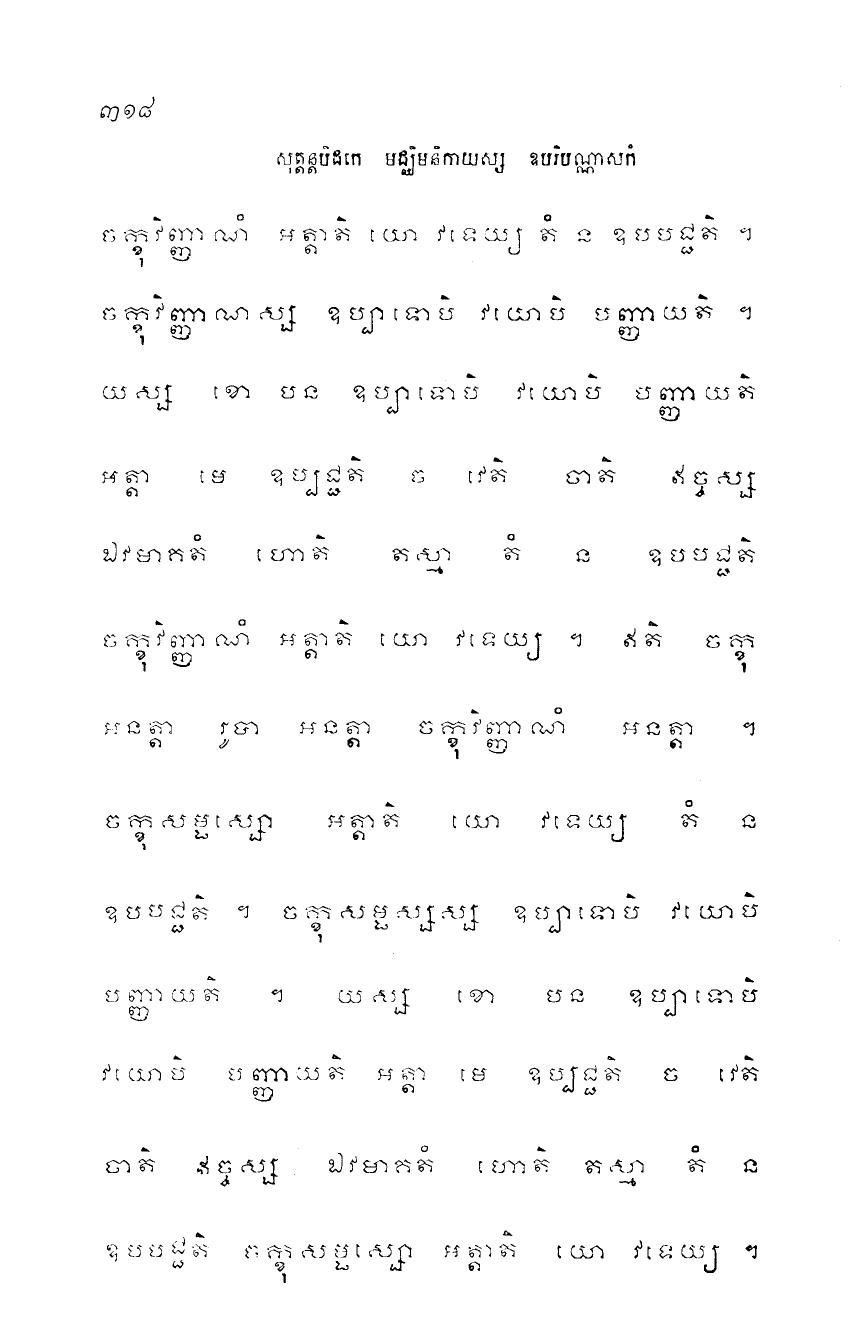 ៣១៨
សុត្តន្តបិដកេ មជ្ឈិមនិកាយស្ស ឧបរិបណ្ណាសកំ
ចក្ខុវិញ្ញាណំ អត្តាតិ យោ វទេយ្យ តំ ន ឧបបជ្ជតិ ។
ចក្ខុវិញ្ញាណស្ស ឧប្បាទោបិ វយោបិ បញ្ញាយតិ ។
យស្ស ខោ បន ឧប្បាទោបិ វយោបិ បញ្ញាយតិ
អត្តា មេ ឧប្បជ្ជតិ ច វេតិ ចាតិ ឥច្ចស្ស
ឯវមាគតំ ហោតិ តស្មា តំ ន ឧបបជ្ជតិ
ចក្ខុវិញ្ញាណំ អត្តាតិ យោ វទេយ្យ ។ ឥតិ ចក្ខុ
អនត្តា រូបា អនត្តា ចក្ខុវិញ្ញាណំ អនត្តា ។
ចក្ខុសម្ផស្សោ អត្តាតិ យោ វទេយ្យ តំ ន
ឧបបជ្ជតិ ។ ចក្ខុសម្ផស្សស្ស ឧប្បាទោបិ វយោបិ
បញ្ញាយតិ ។ យស្ស ខោ បន ឧប្បាទោបិ
វយោបិ បញ្ញាយតិ អត្តា មេ ឧប្បជ្ជតិ ច វេតិ
ចាតិ ឥច្ចស្ស ឯវមាគតំ ហោតិ តស្មា តំ ន
ឧបបជ្ជតិ ចក្ខុសម្ផស្សោ អត្តាតិ យោ វទេយ្យ ។